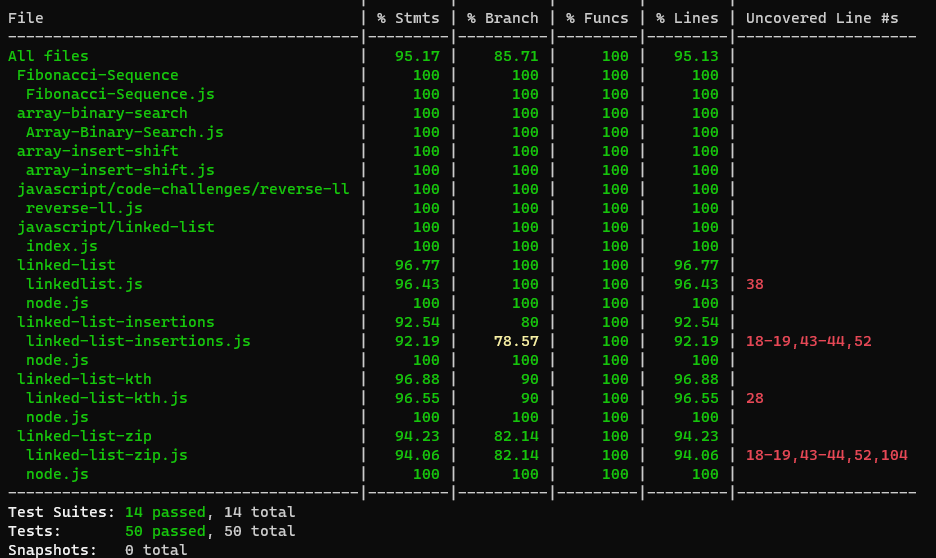 File                                   | % Stmts | % Branch | % Funcs | % Lines | Uncovered Line #s
---------------------------------------|---------|----------|---------|---------|--------------------
All files                              |   95.17 |    85.71 |     100 |   95.13 |
 Fibonacci-Sequence                    |     100 |      100 |     100 |     100 |
  Fibonacci-Sequence.js                |     100 |      100 |     100 |     100 |
 array-binary-search                   |     100 |      100 |     100 |     100 |
  Array-Binary-Search.js               |     100 |      100 |     100 |     100 |
 array-insert-shift                    |     100 |      100 |     100 |     100 |
  array-insert-shift.js                |     100 |      100 |     100 |     100 |
 javascript/code-challenges/reverse-ll |     100 |      100 |     100 |     100 |
  reverse-ll.js                        |     100 |      100 |     100 |     100 |
 javascript/linked-list                |     100 |      100 |     100 |     100 |
  index.js                             |     100 |      100 |     100 |     100 |
 linked-list                           |   96.77 |      100 |     100 |   96.77 |
  linkedlist.js                        |   96.43 |      100 |     100 |   96.43 | 38
  node.js                              |     100 |      100 |     100 |     100 |
 linked-list-insertions                |   92.54 |       80 |     100 |   92.54 |
  linked-list-insertions.js            |   92.19 |    78.57 |     100 |   92.19 | 18-19,43-44,52
  node.js                              |     100 |      100 |     100 |     100 |
 linked-list-kth                       |   96.88 |       90 |     100 |   96.88 |
  linked-list-kth.js                   |   96.55 |       90 |     100 |   96.55 | 28
  node.js                              |     100 |      100 |     100 |     100 |
 linked-list-zip                       |   94.23 |    82.14 |     100 |   94.23 |
  linked-list-zip.js                   |   94.06 |    82.14 |     100 |   94.06 | 18-19,43-44,52,104
  node.js                              |     100 |      100 |     100 |     100 |
---------------------------------------|---------|----------|---------|---------|--------------------
Test Suites: 14 passed, 14 total
Tests:       50 passed, 50 total
Snapshots:   0 total